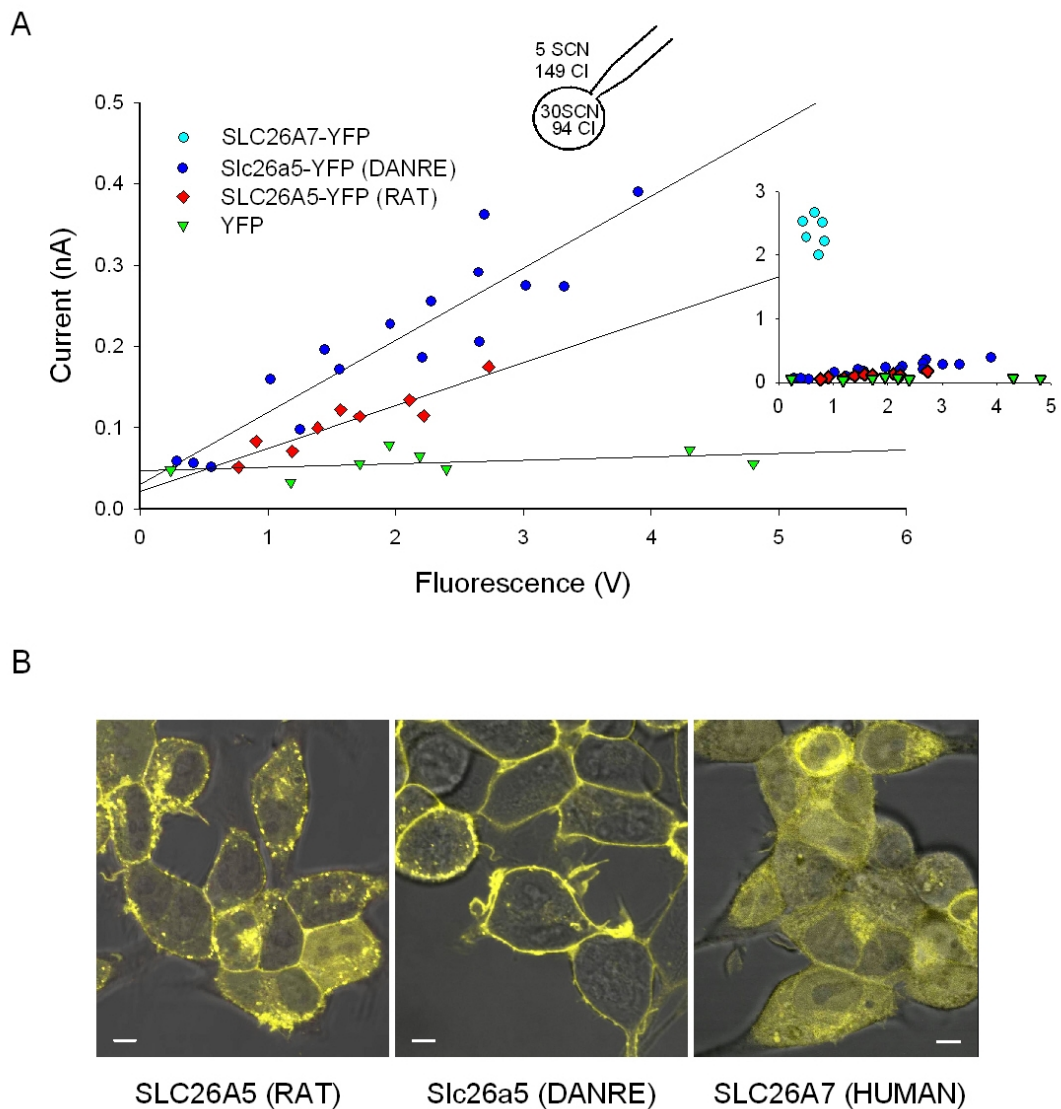 A
5 SCN
149 Cl
30SCN
94 Cl
0.5
0.4
0.3
0.2
0.1
0.0
Current (nA)
SLC26A7-YFP
Slc26a5-YFP (DANRE)
SLC26A5-YFP (RAT)
YFP
3
2
1
0
0 1 2 3 4 5
0 1 2 3 4 5 6
Fluorescence (V)
B
SLC26A5 (RAT) Slc26a5 (DANRE) SLC26A7 (HUMAN)